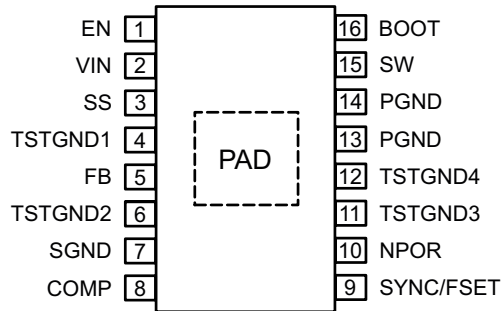 EN 1 16 BOOT
VIN 2 15 SW
SS 3 14 PGND
TSTGND1 4 13 PGND
PAD
FB 5 12 TSTGND4
TSTGND2 6 11 TSTGND3
SGND 7 10 NPOR
COMP 8 9 SYNC/FSET